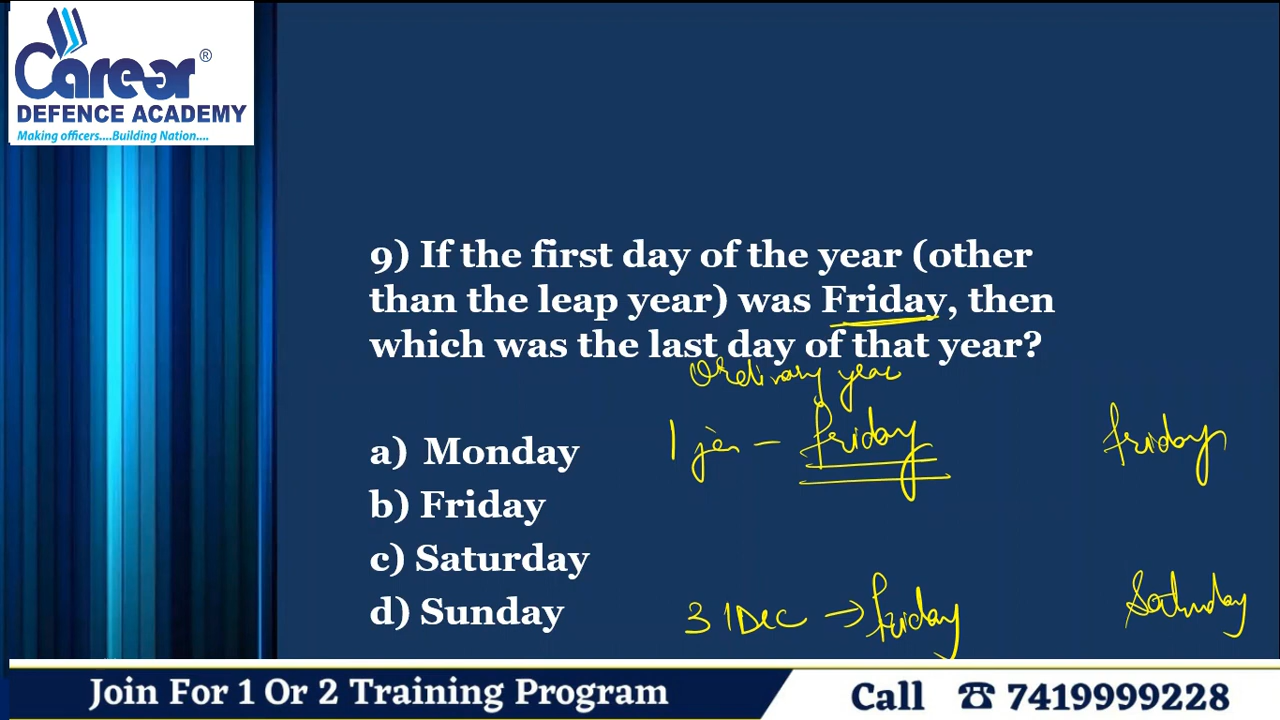 Carear®
DEFENCE ACADEMY
Making officers....Building Nation....
9) If the first day of the year (other
than the leap year) was Friday, then
which was the last day of that year?
Ordinary year
a) Monday
1 jan - friday
friday
b) Friday
c) Saturday
d) Sunday
31 Dec → friday
Saturday
Join For 1 Or 2 Training Program
Call ☎ 7419999228